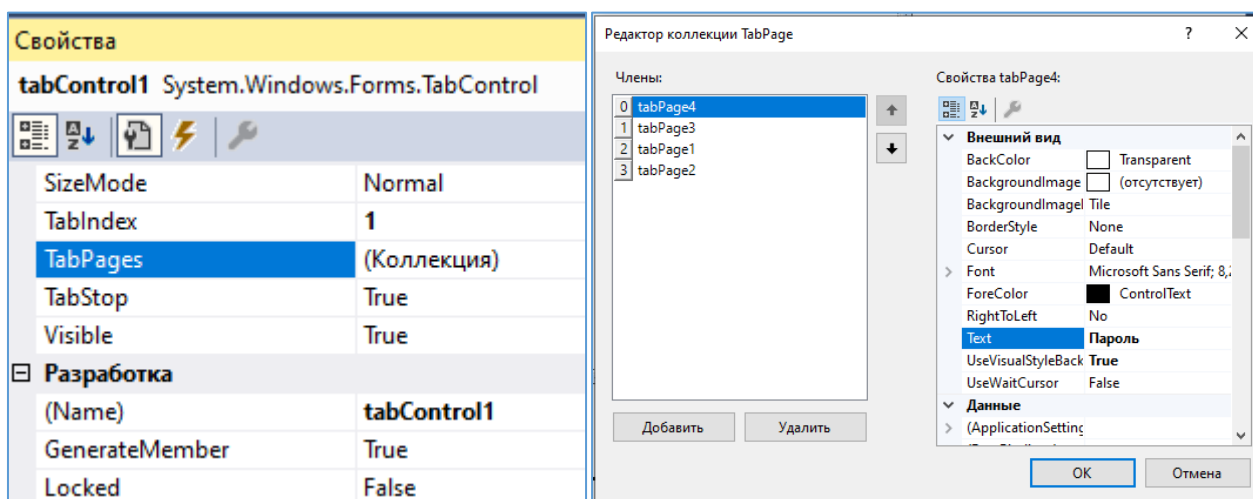 Свойства
tabControl1 System.Windows.Forms.TabControl
SizeMode Normal
TabIndex 1
TabPages (Коллекция)
TabStop True
Visible True
Разработка
(Name) tabControl1
GenerateMember True
Locked False
Редактор коллекции TabPage ?
Члены:
0 tabPage4
1 tabPage3
2 tabPage1
3 tabPage2
Добавить Удалить
Свойства tabPage4:
Внешний вид
BackColor Transparent
BackgroundImage (отсутствует)
BackgroundImagel Tile
BorderStyle None
Cursor Default
Font Microsoft Sans Serif; 8,
ForeColor ControlText
RightToLeft No
Text Пароль
UseVisualStyleBack True
UseWaitCursor False
Данные
(ApplicationSetting
OK Отмена